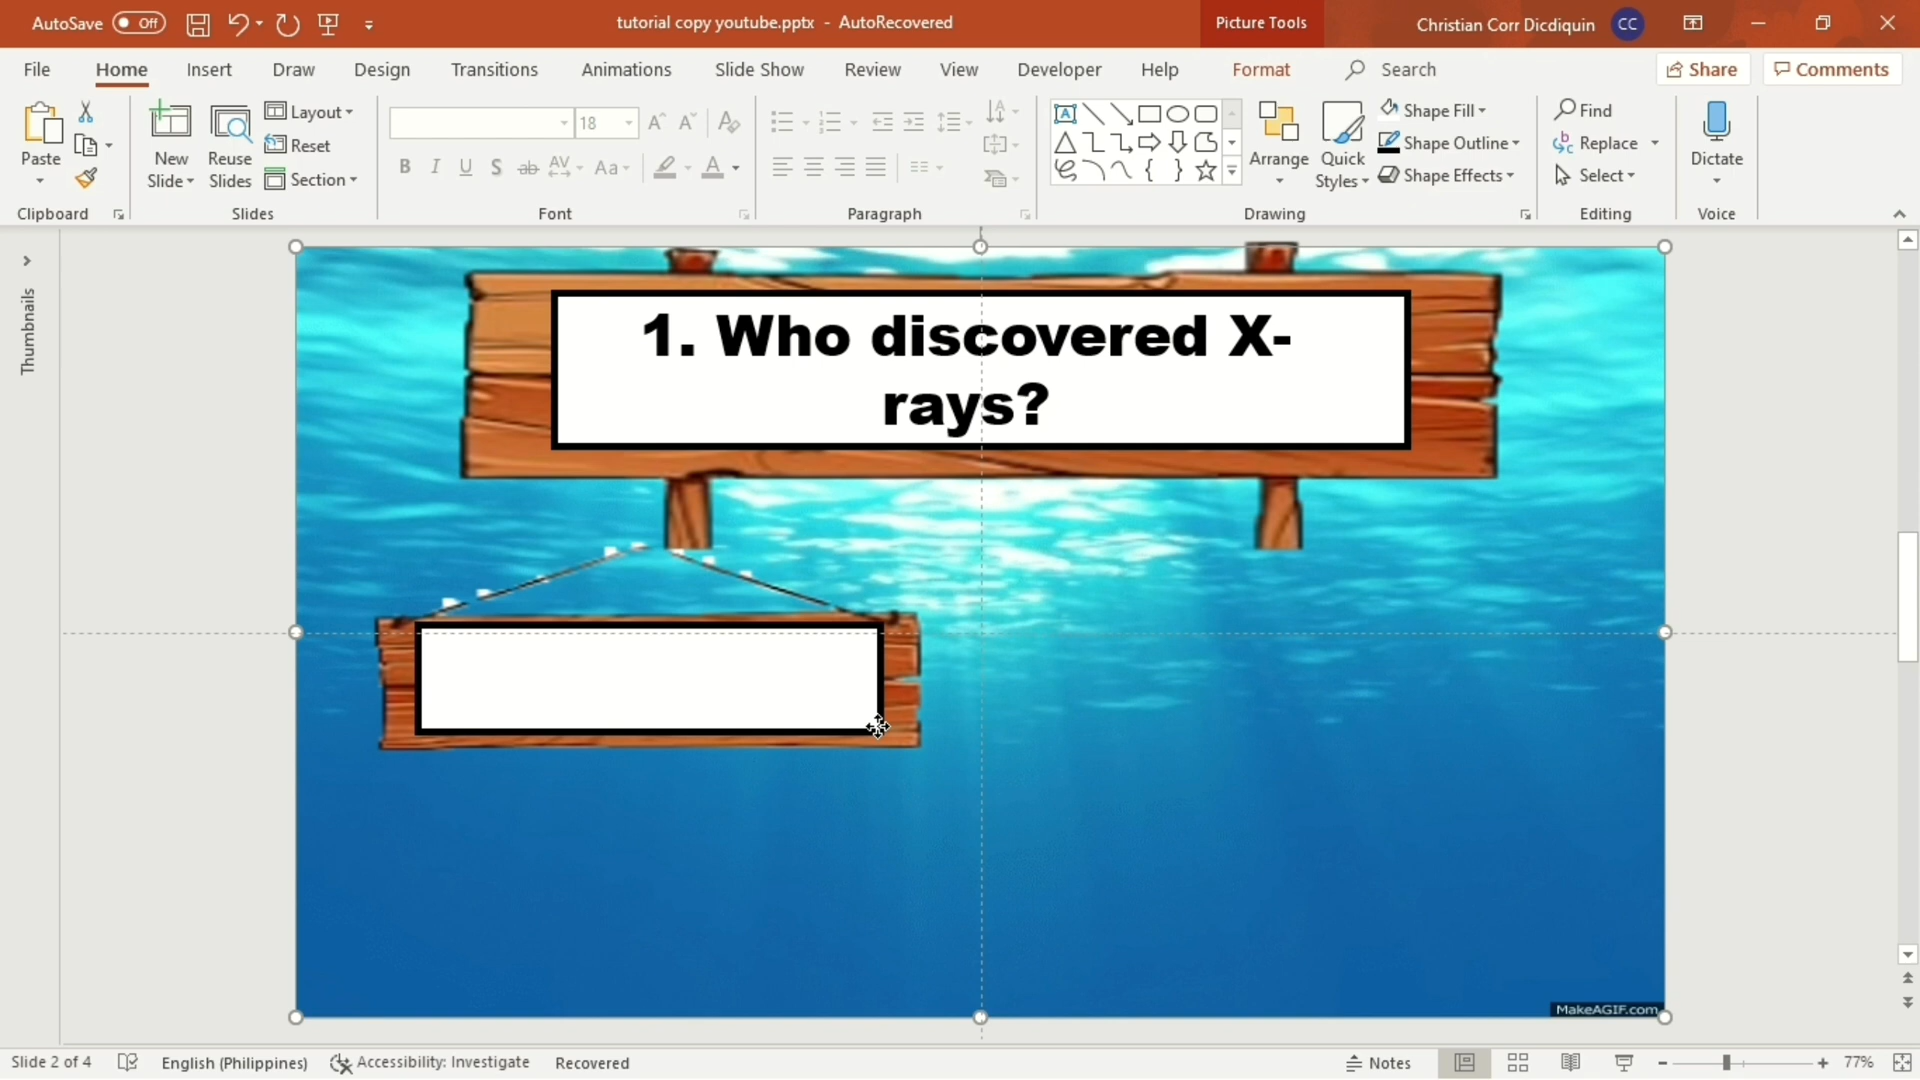 AutoSave Off
tutorial copy youtube.pptx - AutoRecovered
Picture Tools
Christian Corr Dicdiquin CC
File Home Insert Draw Design Transitions Animations Slide Show Review View Developer Help Format Search
Share Comments
Paste
New Slide
Reuse Slides
Layout
Reset
Section
18
Arrange
Quick Styles
Shape Fill
Shape Outline
Shape Effects
Find
Replace
Select
Dictate
Clipboard Slides Font Paragraph Drawing Editing Voice
Thumbnails
1. Who discovered X-
rays?
MakeAGIF.com
Slide 2 of 4 English (Philippines) Accessibility: Investigate Recovered Notes 77%